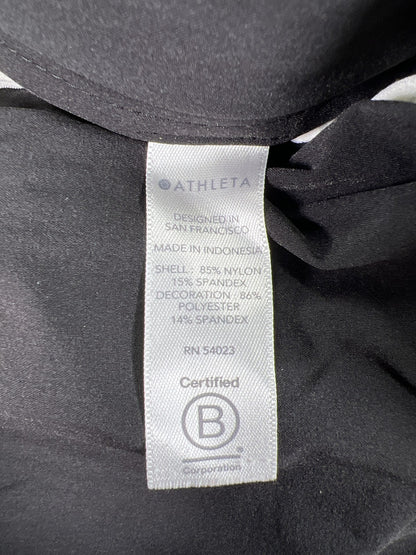 ATHLETA
DESIGNED IN
SAN FRANCISCO
MADE IN INDONESIA
SHELL : 85% NYLON
15% SPANDEX
DECORATION : 86%
POLYESTER
14% SPANDEX
RN 54023
Certified
B
Corporation